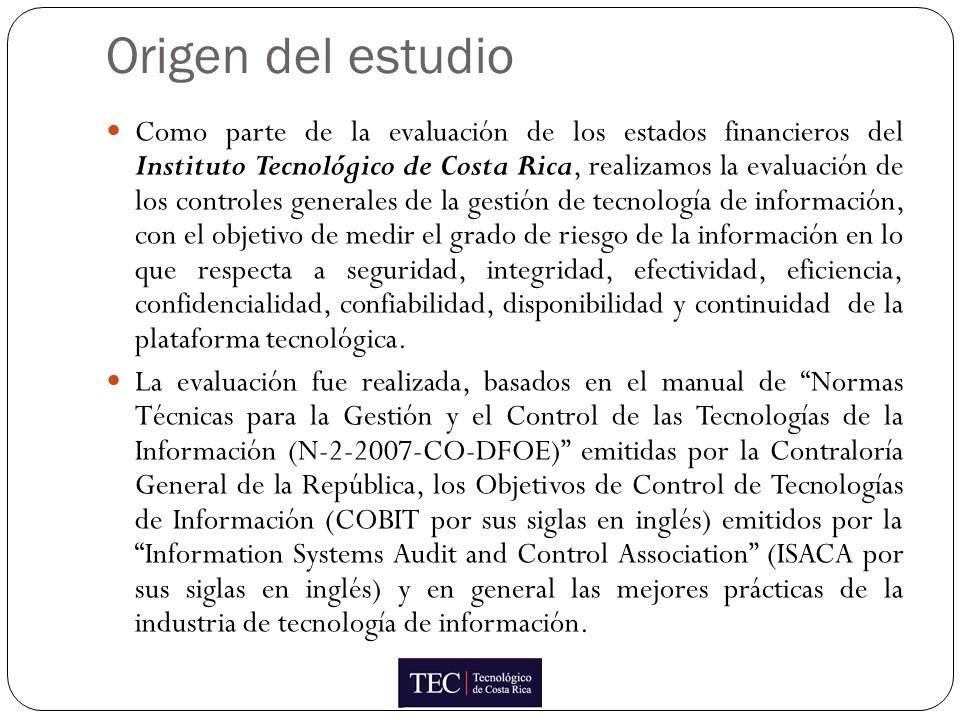 Origen del estudio
Como parte de la evaluación de los estados financieros del
Instituto Tecnológico de Costa Rica, realizamos la evaluación de
los controles generales de la gestión de tecnología de información,
con el objetivo de medir el grado de riesgo de la información en lo
que respecta a seguridad, integridad, efectividad, eficiencia,
confidencialidad, confiabilidad, disponibilidad y continuidad de la
plataforma tecnológica.
La evaluación fue realizada, basados en el manual de “Normas
Técnicas para la Gestión y el Control de las Tecnologías de la
Información (N-2-2007-CO-DFOE)” emitidas por la Contraloría
General de la República, los Objetivos de Control de Tecnologías
de Información (COBIT por sus siglas en inglés) emitidos por la
“Information Systems Audit and Control Association” (ISACA por
sus siglas en inglés) y en general las mejores prácticas de la
industria de tecnología de información.
TEC | Tecnológico
de Costa Rica